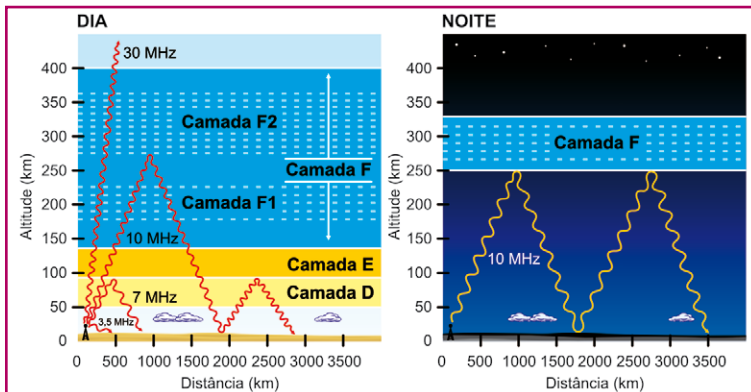 DIA
30 MHz
400
350
300
250
200
150
100
50
0
Altitude (km)
Camada F2
Camada F
Camada F1
10 MHz
Camada E
Camada D
7 MHz
3,5 MHz
0 500 1000 1500 2000 2500 3000 3500
Distância (km)
NOITE
400
350
300
250
200
150
100
50
0
Altitude (km)
Camada F
10 MHz
0 500 1000 1500 2000 2500 3000 3500
Distância (km)